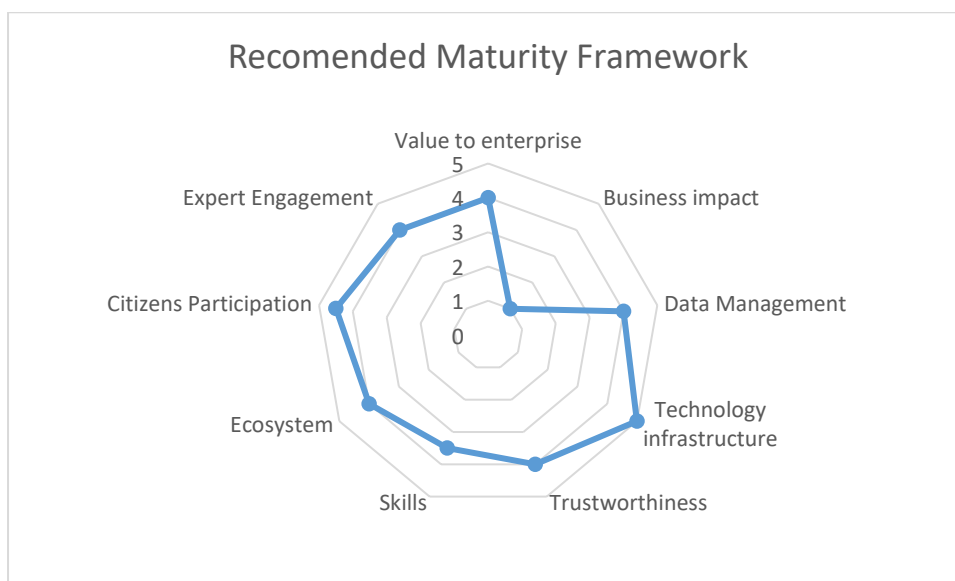 Recomended Maturity Framework
Value to enterprise
5
4
3
2
1
0
Business impact
Data Management
Technology
infrastructure
Trustworthiness
Skills
Ecosystem
Citizens Participation
Expert Engagement